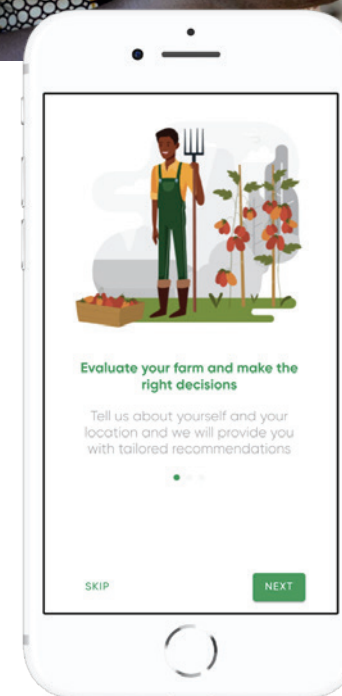 Evaluate your farm and make the
right decisions
Tell us about yourself and your
location and we will provide you
with tailored recommendations
SKIP
NEXT